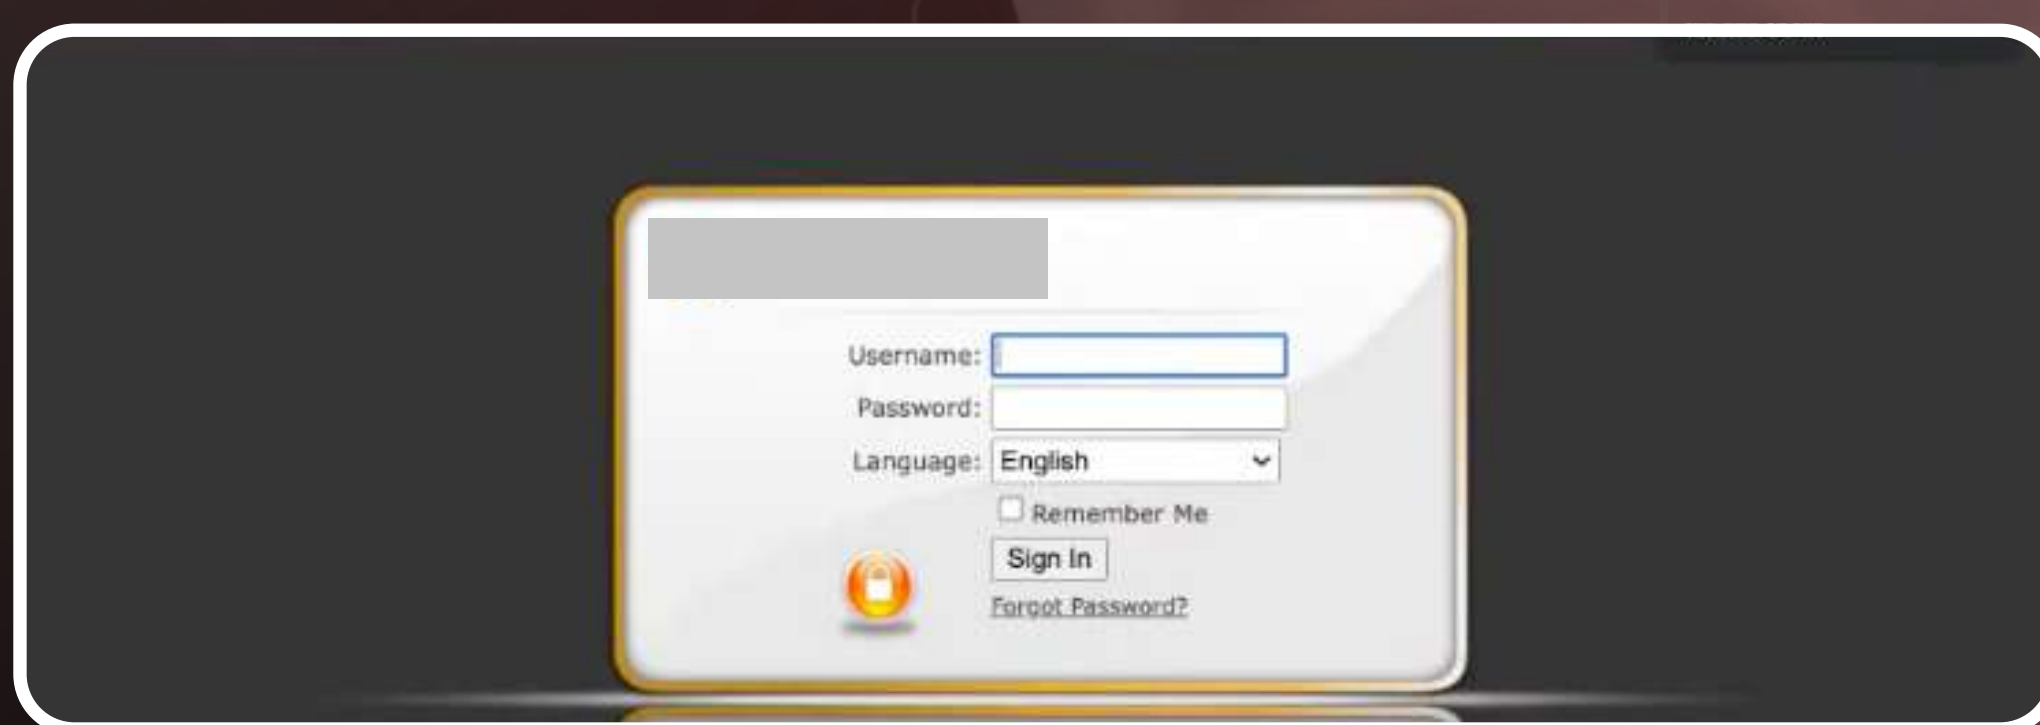 Username:
Password:
Language: English
Remember Me
Sign In
Forgot Password?